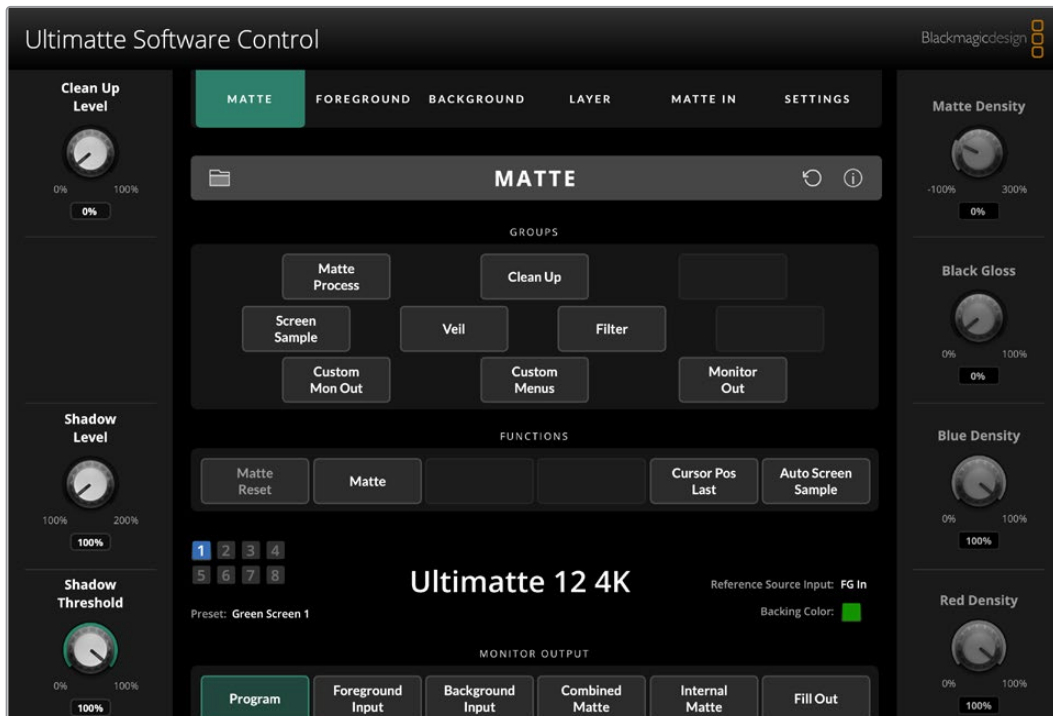 Ultimatte Software Control
Blackmagicdesign
Clean Up
Level
0% 100%
0%
Shadow
Level
100% 200%
100%
Shadow
Threshold
0% 100%
100%
MATTE FOREGROUND BACKGROUND LAYER MATTE IN SETTINGS
MATTE
GROUPS
Matte
Process
Clean Up
Screen
Sample
Veil
Filter
Custom
Mon Out
Custom
Menus
Monitor
Out
FUNCTIONS
Matte
Reset
Matte
Cursor Pos
Last
Auto Screen
Sample
1 2 3 4
5 6 7 8
Preset: Green Screen 1
Ultimatte 12 4K
Reference Source Input: FG In
Backing Color:
MONITOR OUTPUT
Program
Foreground
Input
Background
Input
Combined
Matte
Internal
Matte
Fill Out
Matte Density
-100% 300%
0%
Black Gloss
0% 100%
0%
Blue Density
0% 100%
100%
Red Density
0% 100%
100%